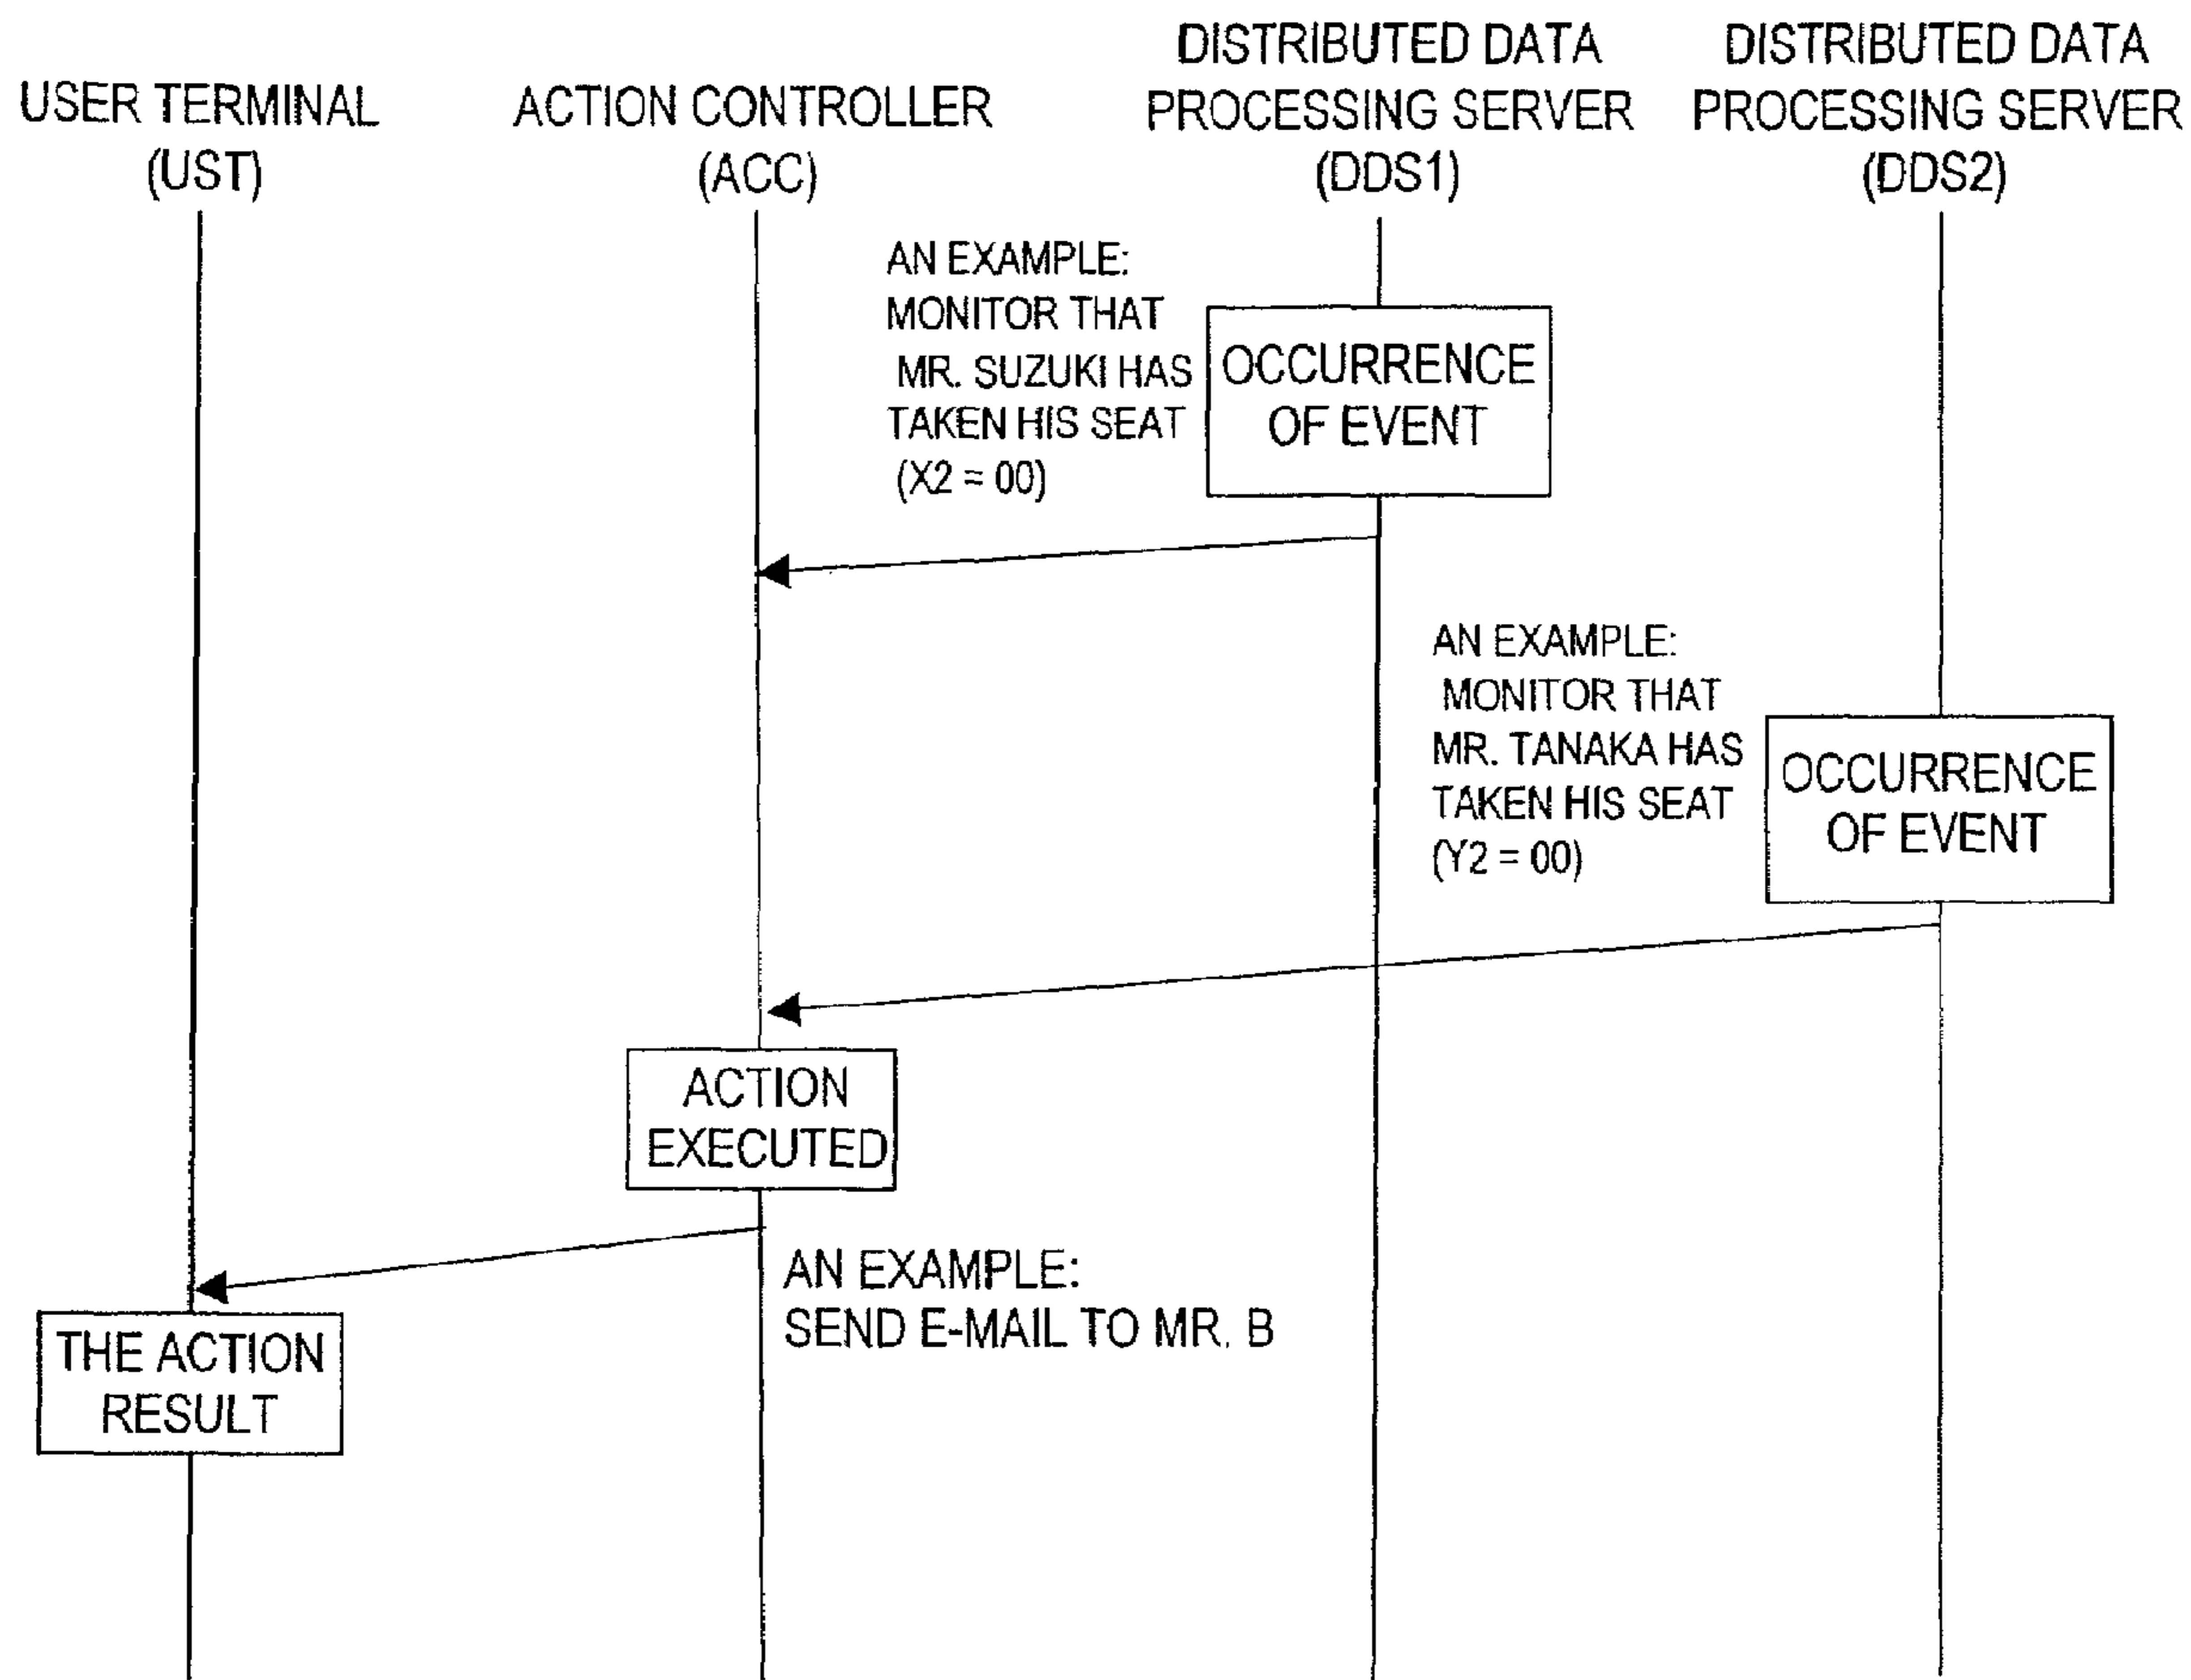 USER TERMINAL
(UST)
ACTION CONTROLLER
(ACC)
DISTRIBUTED DATA
PROCESSING SERVER
(DDS1)
DISTRIBUTED DATA
PROCESSING SERVER
(DDS2)
AN EXAMPLE:
MONITOR THAT
MR. SUZUKI HAS
TAKEN HIS SEAT
(X2 = 00)
OCCURRENCE
OF EVENT
AN EXAMPLE:
MONITOR THAT
MR. TANAKA HAS
TAKEN HIS SEAT
(Y2 = 00)
OCCURRENCE
OF EVENT
ACTION
EXECUTED
AN EXAMPLE:
SEND E-MAIL TO MR. B
THE ACTION
RESULT